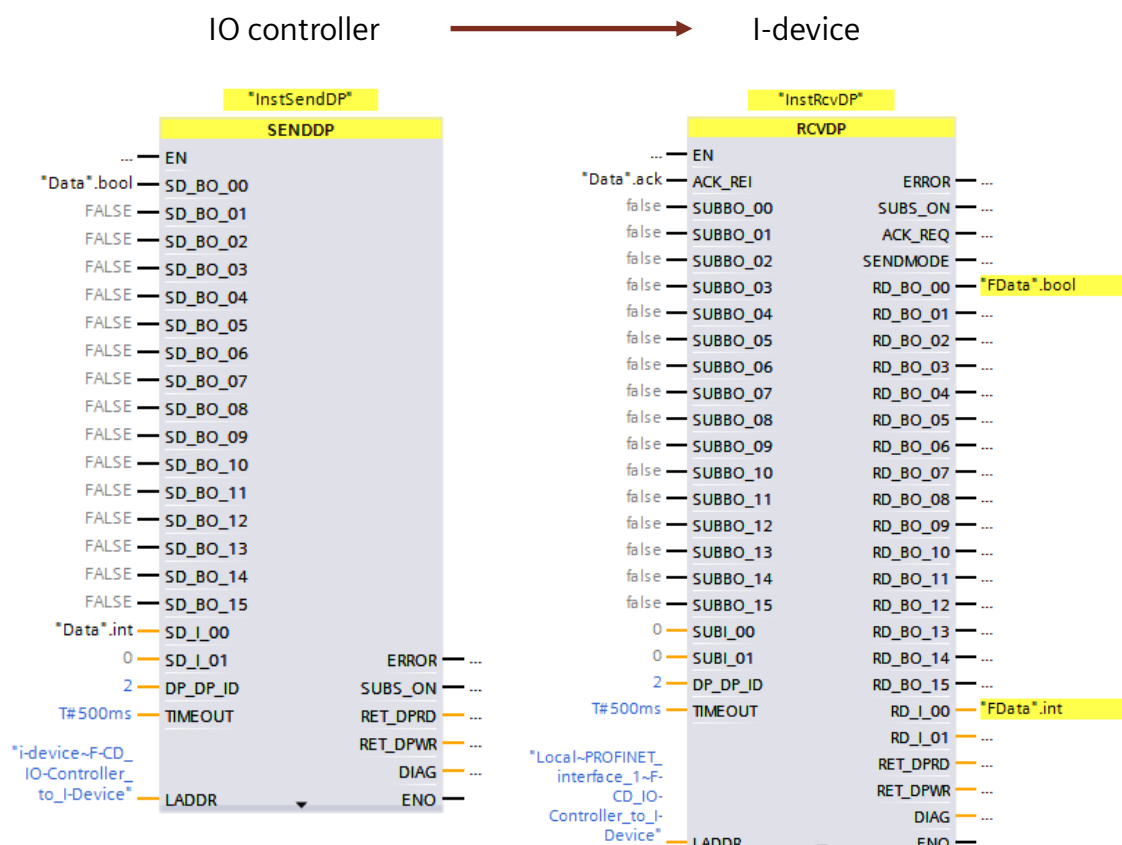 IO controller
I-device
"InstSendDP"
SENDDP
... EN
"Data".bool SD_BO_00
FALSE SD_BO_01
FALSE SD_BO_02
FALSE SD_BO_03
FALSE SD_BO_04
FALSE SD_BO_05
FALSE SD_BO_06
FALSE SD_BO_07
FALSE SD_BO_08
FALSE SD_BO_09
FALSE SD_BO_10
FALSE SD_BO_11
FALSE SD_BO_12
FALSE SD_BO_13
FALSE SD_BO_14
FALSE SD_BO_15
"Data".int SD_I_00
0 SD_I_01 ERROR ...
2 DP_DP_ID SUBS_ON ...
T#500ms TIMEOUT RET_DPRD ...
RET_DPWR ...
"i-device~F-CD_
IO-Controller_ DIAG ...
to_I-Device" LADDR ENO
"InstRcvDP"
RCVDP
... EN
"Data".ack ACK_REI ERROR ...
false SUBBO_00 SUBS_ON ...
false SUBBO_01 ACK_REQ ...
false SUBBO_02 SENDMODE ...
false SUBBO_03 RD_BO_00 "FData".bool
false SUBBO_04 RD_BO_01 ...
false SUBBO_05 RD_BO_02 ...
false SUBBO_06 RD_BO_03 ...
false SUBBO_07 RD_BO_04 ...
false SUBBO_08 RD_BO_05 ...
false SUBBO_09 RD_BO_06 ...
false SUBBO_10 RD_BO_07 ...
false SUBBO_11 RD_BO_08 ...
false SUBBO_12 RD_BO_09 ...
false SUBBO_13 RD_BO_10 ...
false SUBBO_14 RD_BO_11 ...
false SUBBO_15 RD_BO_12 ...
0 SUBI_00 RD_BO_13 ...
0 SUBI_01 RD_BO_14 ...
2 DP_DP_ID RD_BO_15 ...
T#500ms TIMEOUT RD_I_00 "FData".int
RD_I_01 ...
"Local~PROFINET_ RET_DPRD ...
interface_1~F-
CD_IO- RET_DPWR ...
Controller_to_I- DIAG ...
Device" LADDR ENO